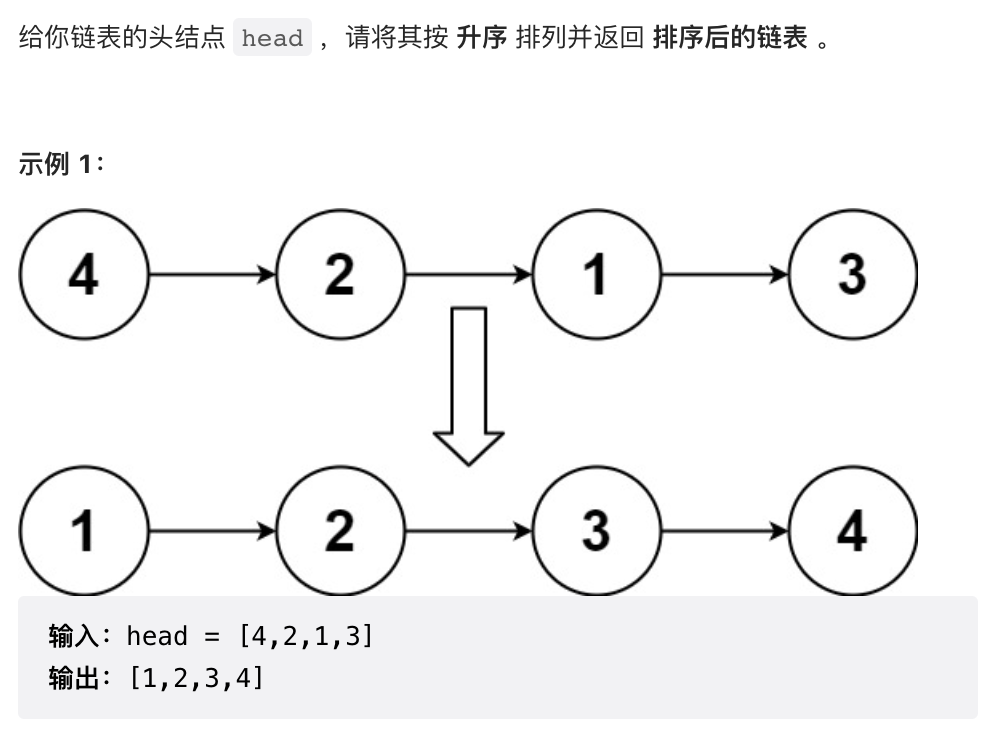 给你链表的头结点 head ，请将其按 升序 排列并返回 排序后的链表 。
示例 1：
4 2 1 3
1 2 3 4
输入：head = [4,2,1,3]
输出：[1,2,3,4]